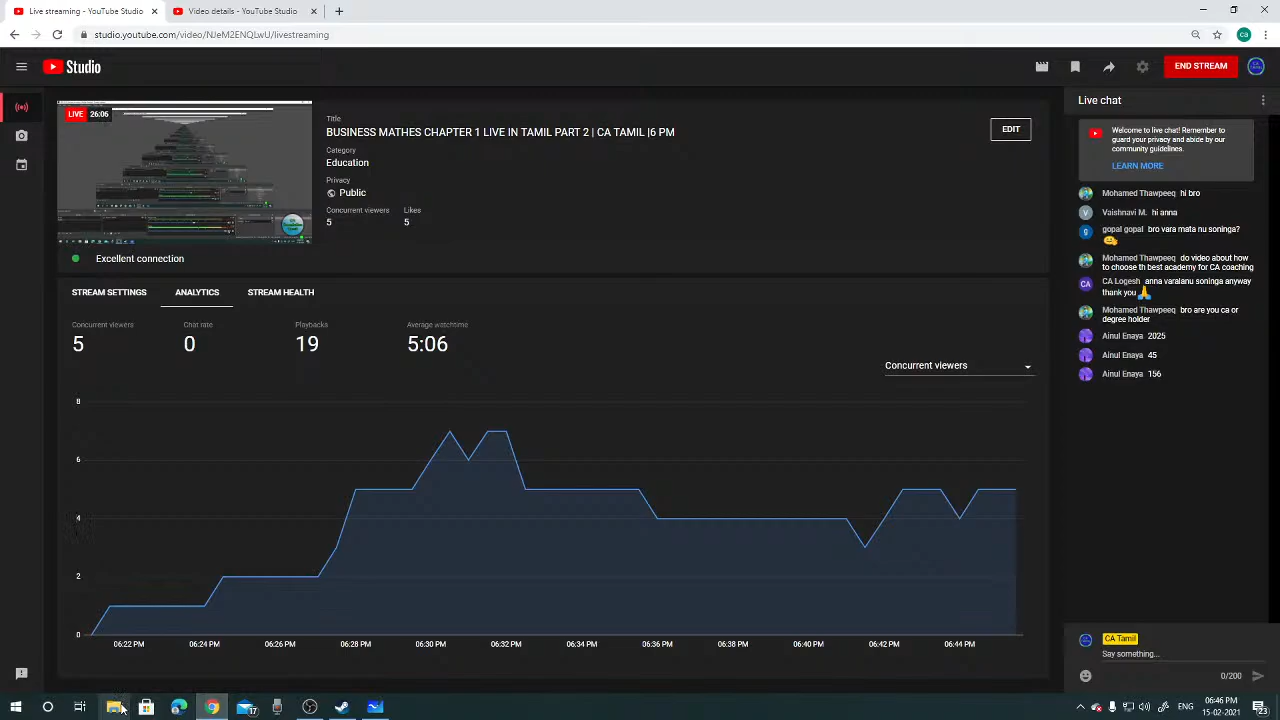 Live streaming - YouTube Studio
Video details - YouTube Studio
studio.youtube.com/video/NJeM2ENQLwU/livestreaming
ca
Studio
END STREAM
LIVE 26:06
Title
BUSINESS MATHES CHAPTER 1 LIVE IN TAMIL PART 2 | CA TAMIL |6 PM
EDIT
Category
Education
Privacy
Public
Concurrent viewers Likes
5 5
Excellent connection
STREAM SETTINGS ANALYTICS STREAM HEALTH
Concurrent viewers Chat rate Playbacks Average watchtime
5 0 19 5:06
Concurrent viewers
8
6
4
2
0
06:22 PM 06:24 PM 06:26 PM 06:28 PM 06:30 PM 06:32 PM 06:34 PM 06:36 PM 06:38 PM 06:40 PM 06:42 PM 06:44 PM
Live chat
Welcome to live chat! Remember to
guard your privacy and abide by our
community guidelines.
LEARN MORE
Mohamed Thawpeeq hi bro
V Vaishnavi M. hi anna
g gopal gopal bro vara mata nu soninga?
Mohamed Thawpeeq do video about how
to choose th best academy for CA coaching
CA CA Logesh anna varalanu soninga anyway
thank you
Mohamed Thawpeeq bro are you ca or
degree holder
Ainul Enaya 2025
Ainul Enaya 45
Ainul Enaya 156
CA Tamil
Say something...
0/200
17
ENG
06:46 PM
15-02-2021
23